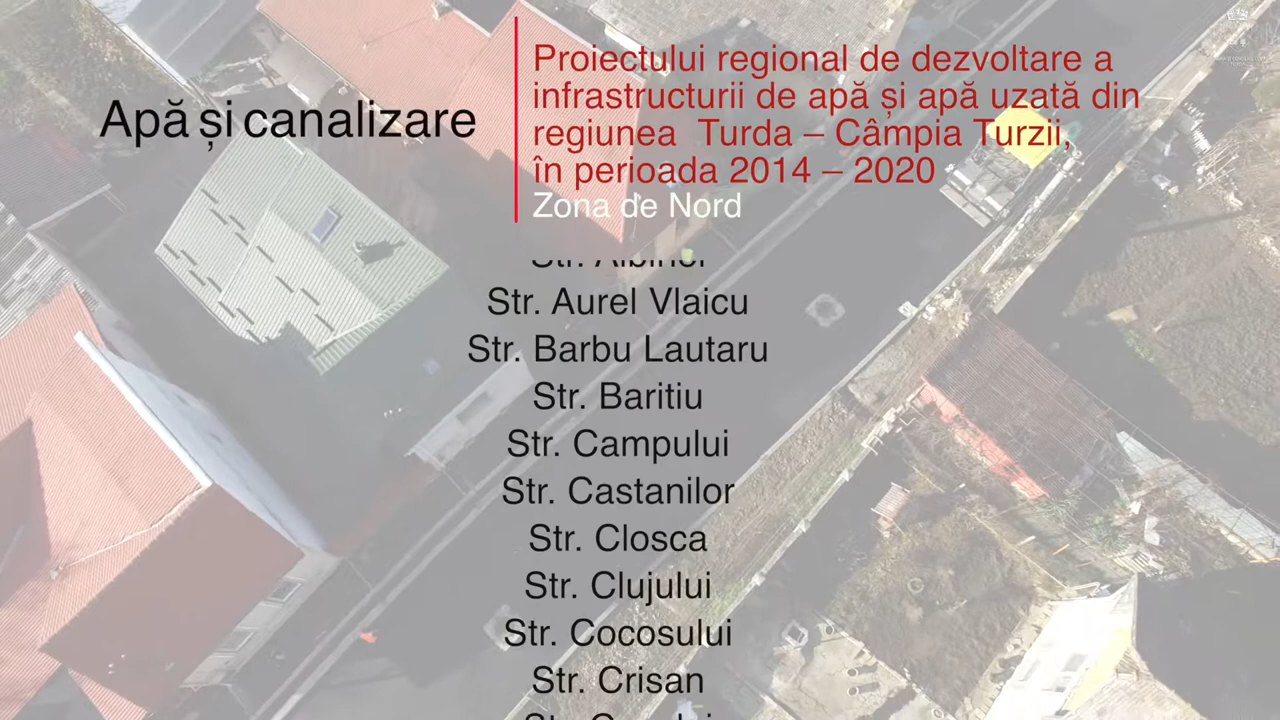 Apă și canalizare
Proiectului regional de dezvoltare a
infrastructurii de apă și apă uzată din
regiunea Turda – Câmpia Turzii,
în perioada 2014 – 2020
Zona de Nord
Str. Aurel Vlaicu
Str. Barbu Lautaru
Str. Baritiu
Str. Campului
Str. Castanilor
Str. Closca
Str. Clujului
Str. Cocosului
Str. Crisan